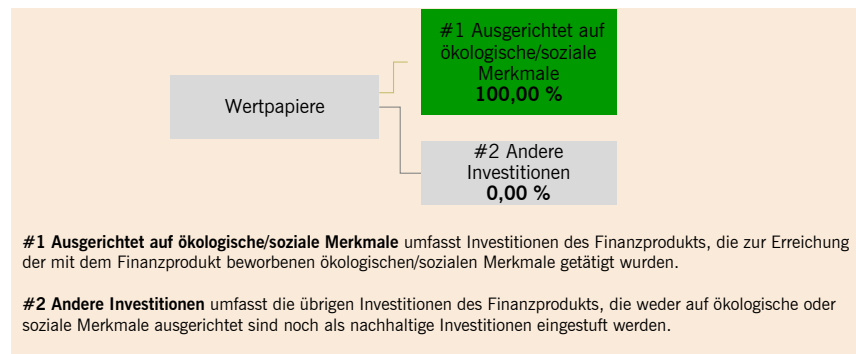 #1 Ausgerichtet auf
ökologische/soziale
Merkmale
100,00 %
Wertpapiere
#2 Andere
Investitionen
0,00 %
#1 Ausgerichtet auf ökologische/soziale Merkmale umfasst Investitionen des Finanzprodukts, die zur Erreichung
der mit dem Finanzprodukt beworbenen ökologischen/sozialen Merkmale getätigt wurden.
#2 Andere Investitionen umfasst die übrigen Investitionen des Finanzprodukts, die weder auf ökologische oder
soziale Merkmale ausgerichtet sind noch als nachhaltige Investitionen eingestuft werden.